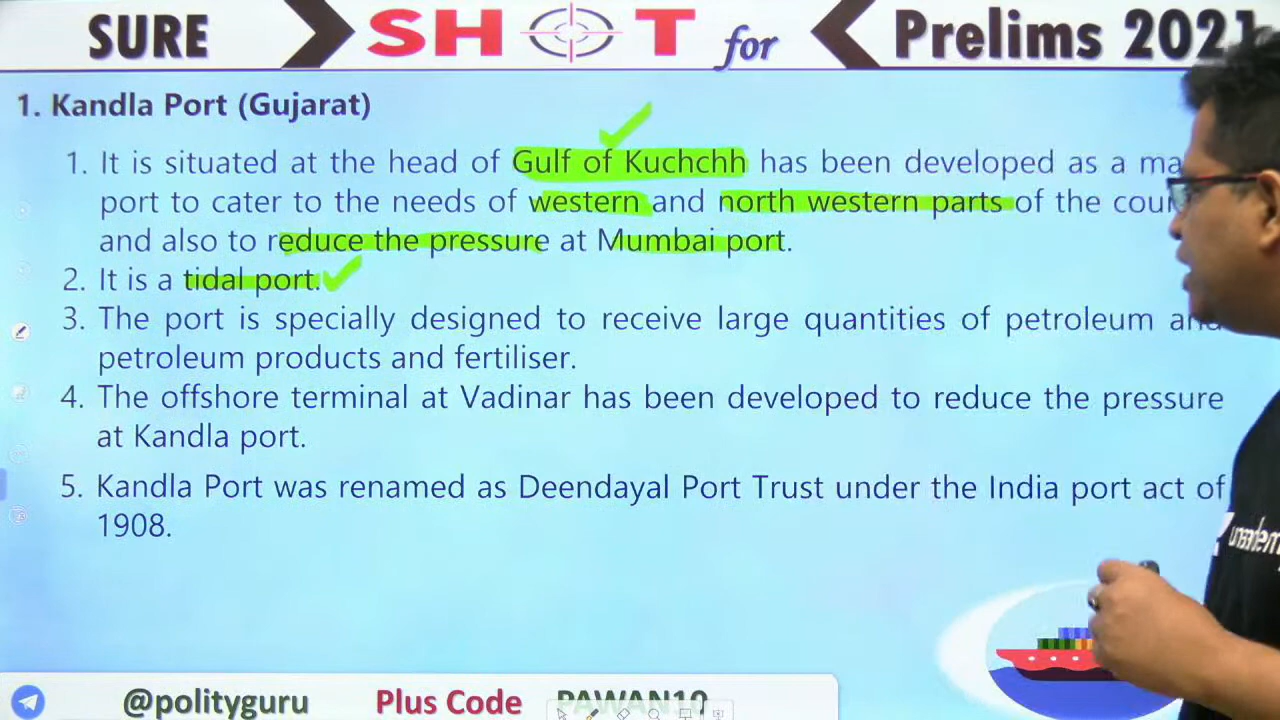 SURE SHOT for Prelims 2021
1. Kandla Port (Gujarat)
1. It is situated at the head of Gulf of Kuchchh has been developed as a
port to cater to the needs of western and north western parts of the
and also to reduce the pressure at Mumbai port.
2. It is a tidal port.
3. The port is specially designed to receive large quantities of petroleum and
petroleum products and fertiliser.
4. The offshore terminal at Vadinar has been developed to reduce the pressure
at Kandla port.
5. Kandla Port was renamed as Deendayal Port Trust under the India port act of
1908.
@polityguru Plus Code PAWAN10